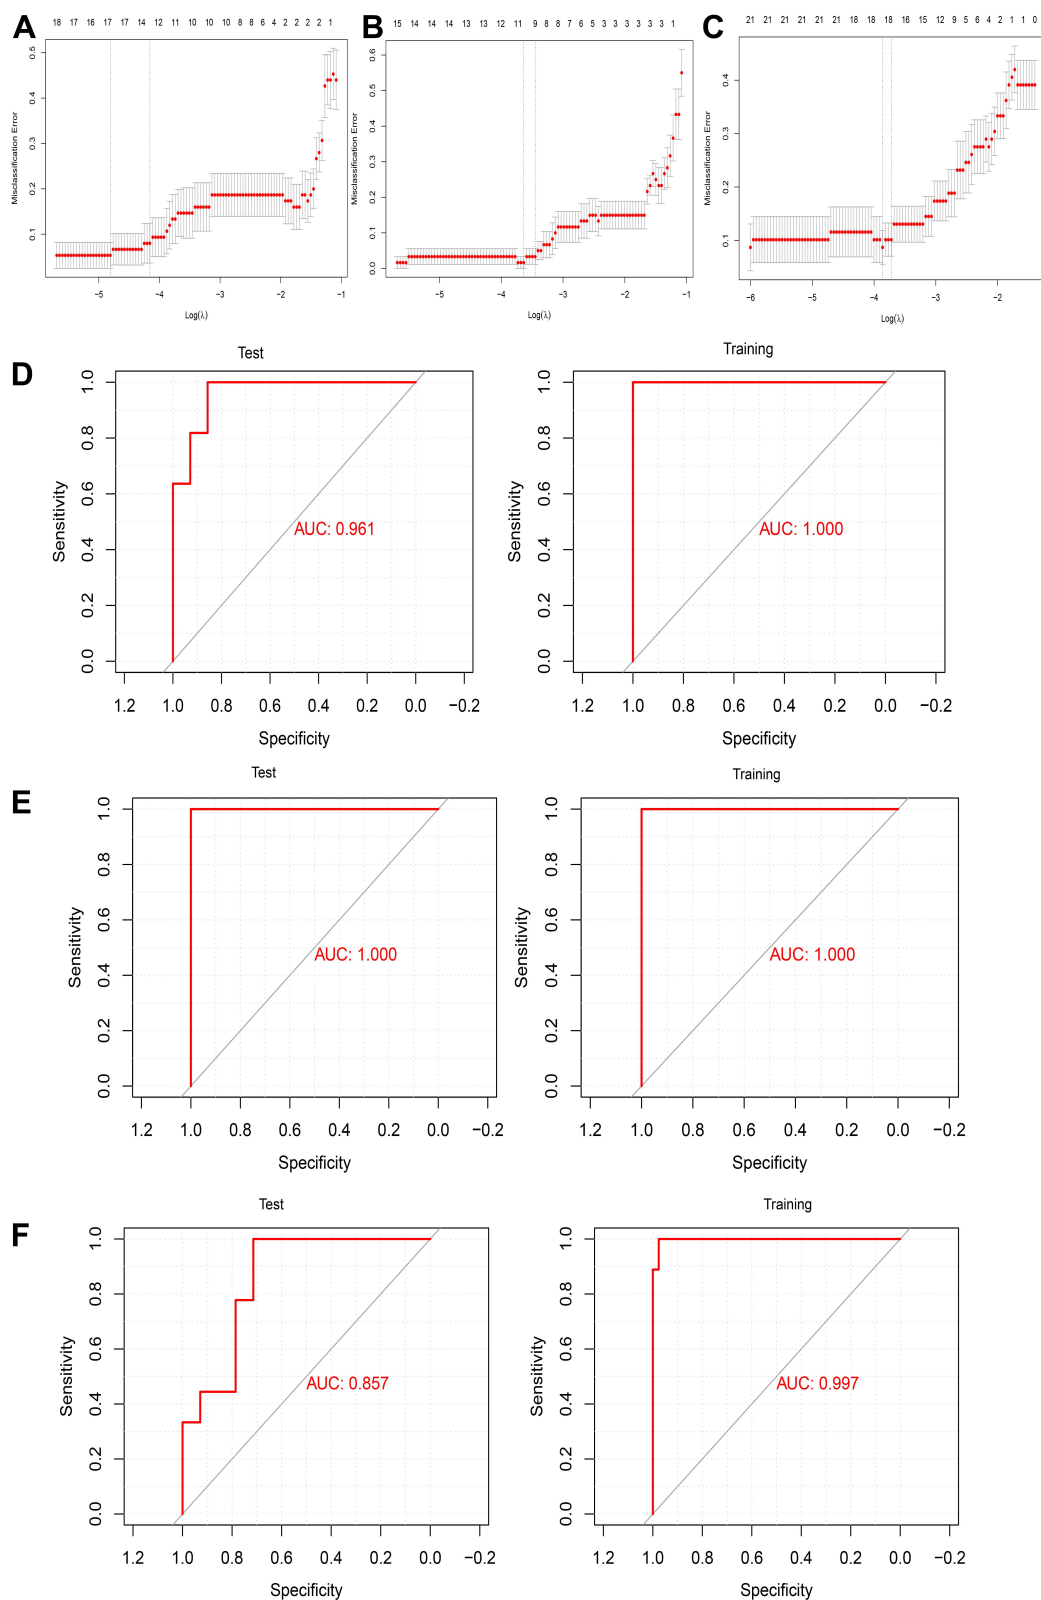 A
18 17 17 17 14 12 11 10 10 8 8 6 4 2 2 2 1
Misclassification Error
0.5
0.4
0.3
0.2
0.1
−5 −4 −3 −2 −1
Log(λ)
B
15 14 14 14 14 13 13 12 11 9 8 8 7 6 5 3 3 3 3 3 1
Misclassification Error
0.6
0.5
0.4
0.3
0.2
0.1
0.0
−5 −4 −3 −2 −1
Log(λ)
C
21 21 21 21 21 21 18 18 18 16 15 12 9 5 6 4 2 1 1 0
Misclassification Error
0.4
0.3
0.2
0.1
−6 −5 −4 −3 −2
Log(λ)
D
Test
Sensitivity
1.0
0.8
0.6
0.4
0.2
0.0
AUC: 0.961
1.2 1.0 0.8 0.6 0.4 0.2 0.0 −0.2
Specificity
Training
Sensitivity
1.0
0.8
0.6
0.4
0.2
0.0
AUC: 1.000
1.2 1.0 0.8 0.6 0.4 0.2 0.0 −0.2
Specificity
E
Test
Sensitivity
1.0
0.8
0.6
0.4
0.2
0.0
AUC: 1.000
1.2 1.0 0.8 0.6 0.4 0.2 0.0 −0.2
Specificity
Training
Sensitivity
1.0
0.8
0.6
0.4
0.2
0.0
AUC: 1.000
1.2 1.0 0.8 0.6 0.4 0.2 0.0 −0.2
Specificity
F
Test
Sensitivity
1.0
0.8
0.6
0.4
0.2
0.0
AUC: 0.857
1.2 1.0 0.8 0.6 0.4 0.2 0.0 −0.2
Specificity
Training
Sensitivity
1.0
0.8
0.6
0.4
0.2
0.0
AUC: 0.997
1.2 1.0 0.8 0.6 0.4 0.2 0.0 −0.2
Specificity